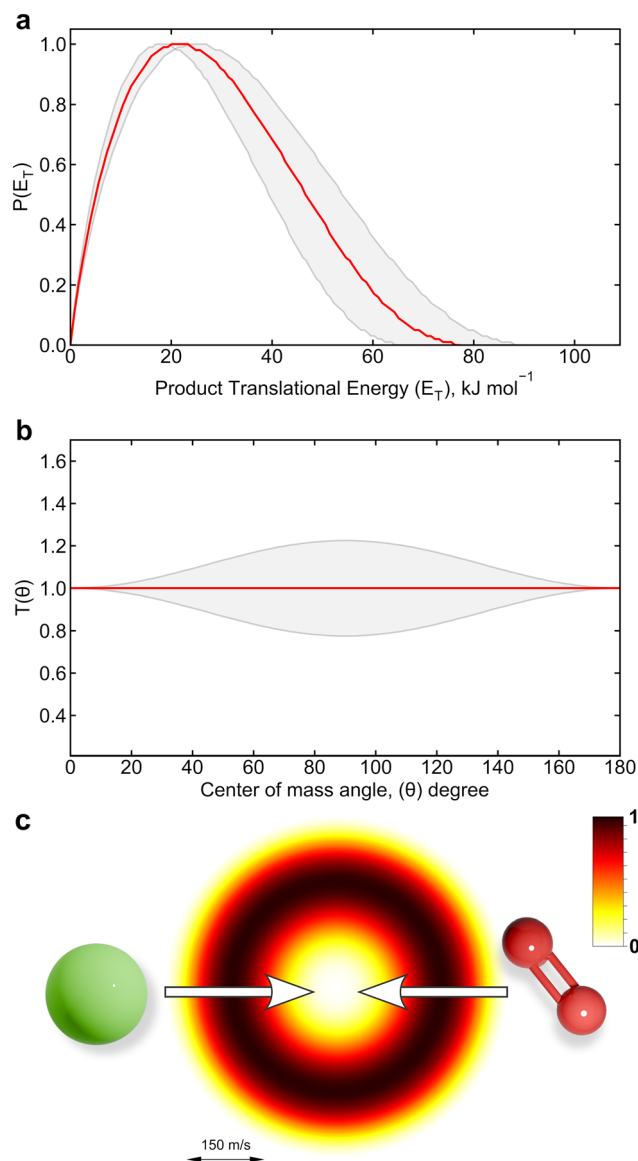 a
1.0
0.8
0.6
0.4
0.2
0.0
P(E_T)
0 20 40 60 80 100
Product Translational Energy (E_T), kJ mol⁻¹
b
1.6
1.4
1.2
1.0
0.8
0.6
0.4
T(θ)
0 20 40 60 80 100 120 140 160 180
Center of mass angle, (θ) degree
c
1
0
150 m/s